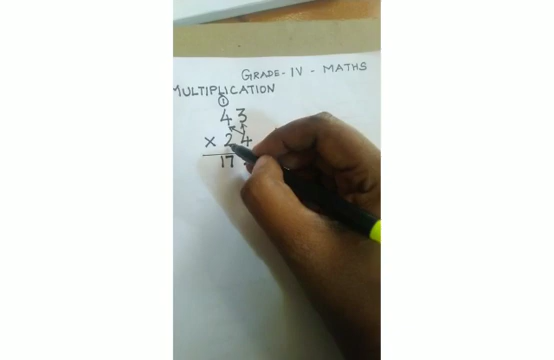 GRADE-IV - MATHS
MULTIPLICATION
①
43
× 24
17